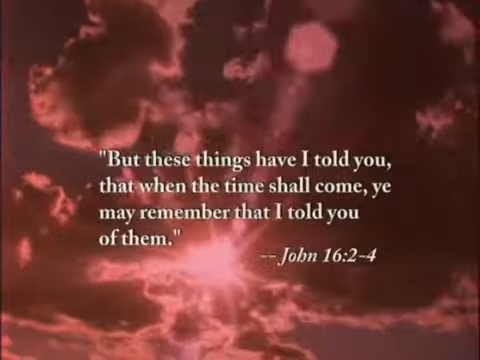 "But these things have I told you,
that when the time shall come, ye
may remember that I told you
of them."
-- John 16:2-4